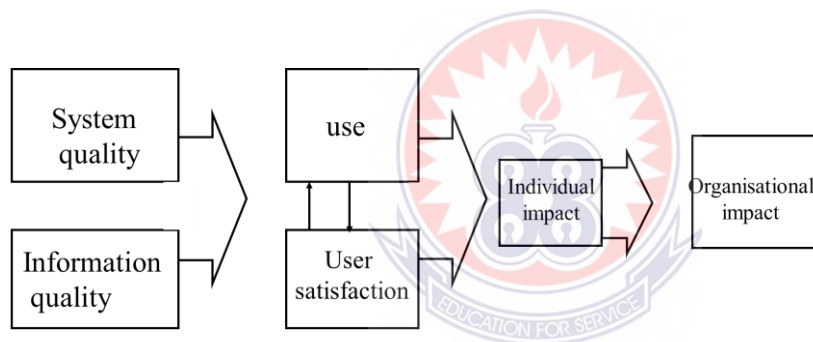 System
quality
Information
quality
use
User
satisfaction
Individual
impact
Organisational
impact
EDUCATION FOR SERVICE